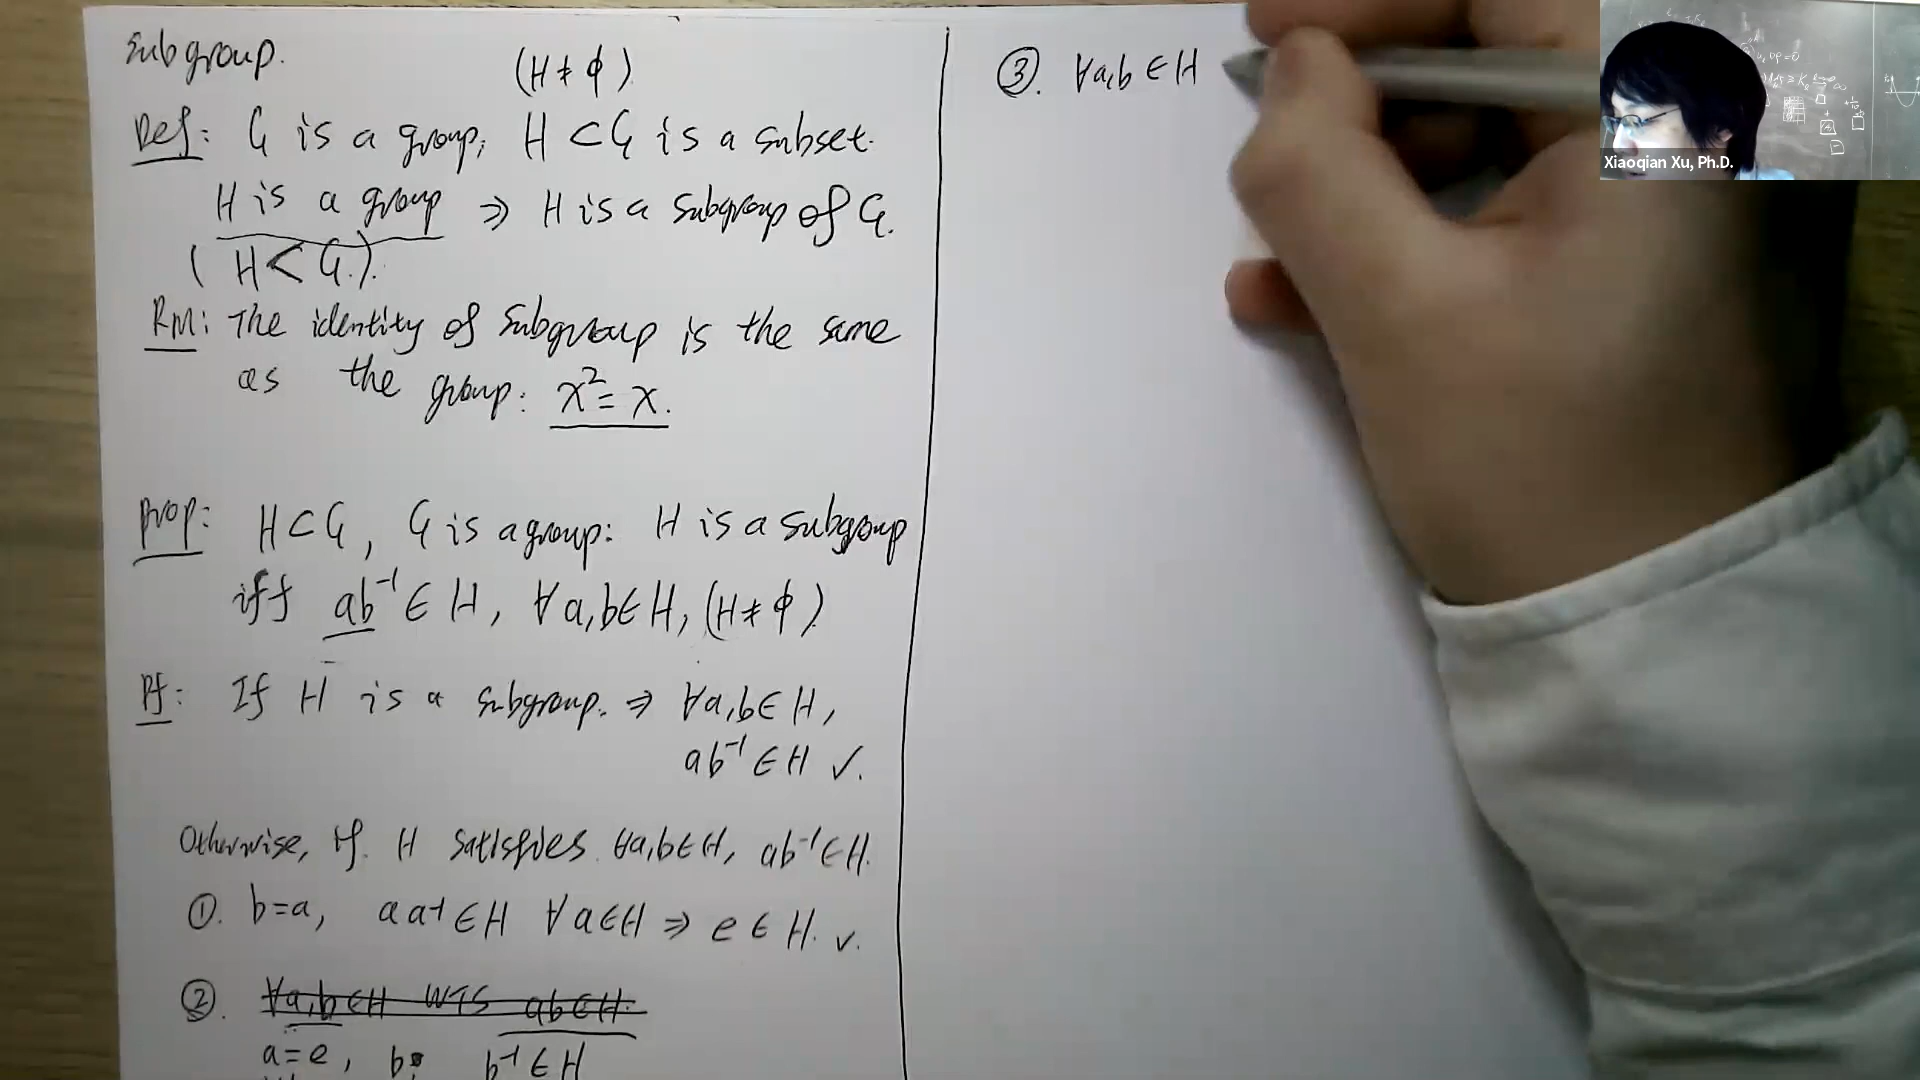 Subgroup.
(H ≠ ϕ).
Def: G is a group; H ⊂ G is a subset.
H is a group ⇒ H is a subgroup of G.
( H < G.).
RM: The identity of subgroup is the same
as the group: x² = x.
prop: H ⊂ G, G is a group: H is a subgroup
iff ab⁻¹ ∈ H, ∀a,b∈H, (H ≠ ϕ).
Pf: If H is a subgroup. ⇒ ∀a,b∈H,
ab⁻¹ ∈ H ✓.
Otherwise, if H satisfies ∀a,b∈H, ab⁻¹∈H.
①. b=a, aa⁻¹ ∈ H ∀a∈H ⇒ e ∈ H. ✓.
②. ∀a,b∈H WTS ab∈H.
a=e, b b⁻¹ ∈ H
③. ∀a,b ∈ H
Xiaoqian Xu, Ph.D.